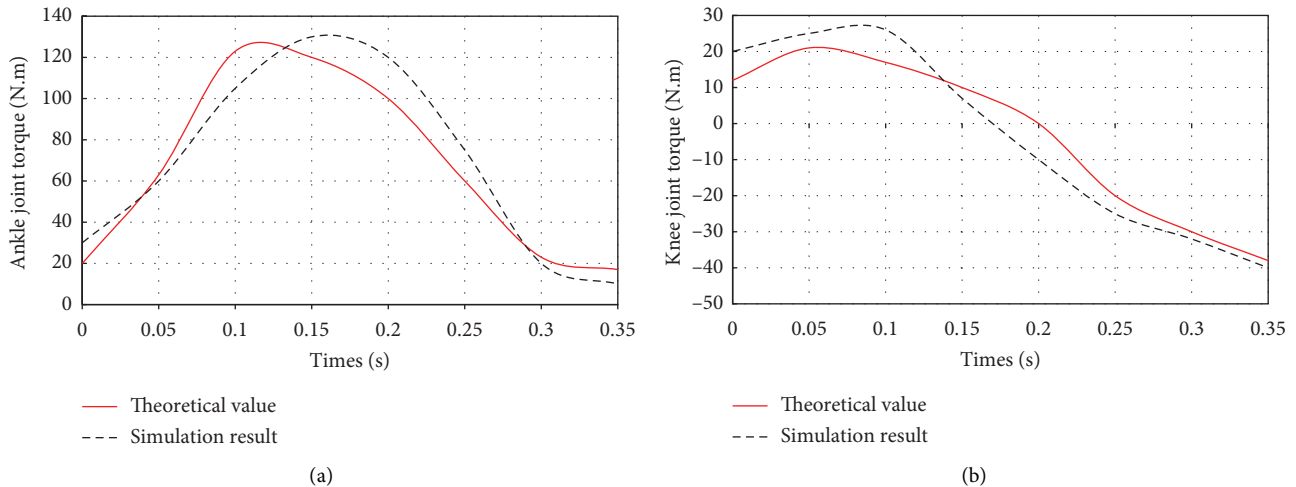 Ankle joint torque (N.m)
140
120
100
80
60
40
20
0
0 0.05 0.1 0.15 0.2 0.25 0.3 0.35
Times (s)
Theoretical value
Simulation result
(a)
Knee joint torque (N.m)
30
20
10
0
−10
−20
−30
−40
−50
0 0.05 0.1 0.15 0.2 0.25 0.3 0.35
Times (s)
Theoretical value
Simulation result
(b)